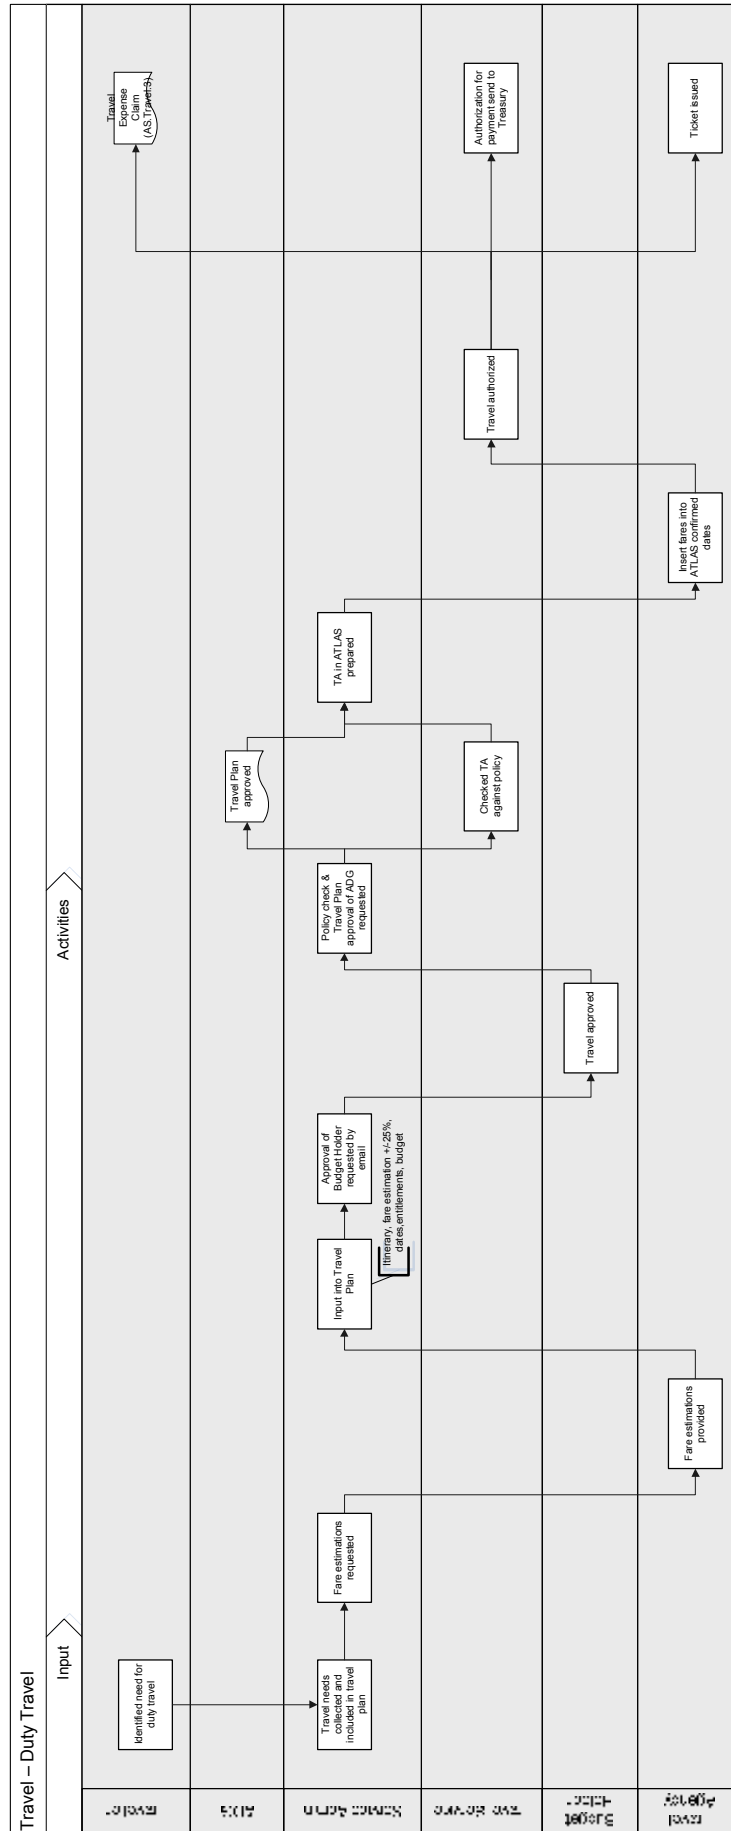 Travel – Duty Travel
Input
Activities
Identified need for
duty travel
Travel
Expense
Claim
(AS.Travel.3)
Travel Plan
approved
Travel needs
collected and
included in travel
plan
Fare estimations
requested
Input into Travel
Plan
Itinerary, fare estimation +/-25%,
dates,entitlements, budget
Approval of
Budget Holder
requested by
email
Policy check &
Travel Plan
approval of ADG
requested
TA in ATLAS
prepared
Checked TA
against policy
Travel authorized
Authorization for
payment send to
Treasury
Budget
Holder
Travel approved
Travel
Agency
Fare estimations
provided
Insert fares into
ATLAS confirmed
dates
Ticket issued